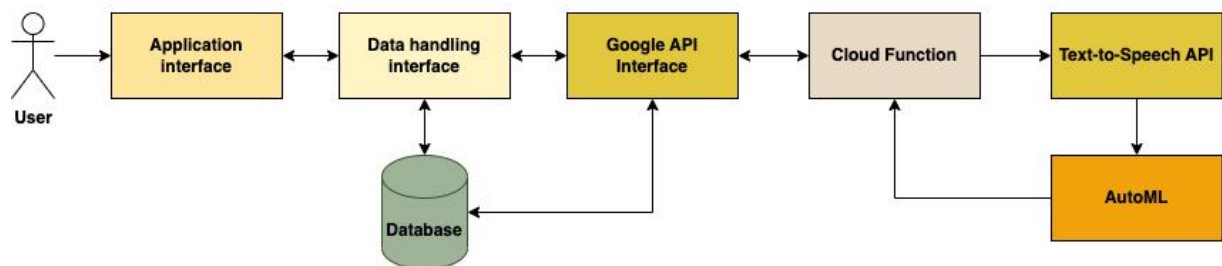 Application
interface
Data handling
interface
Google API
Interface
Cloud Function
Text-to-Speech API
User
Database
AutoML